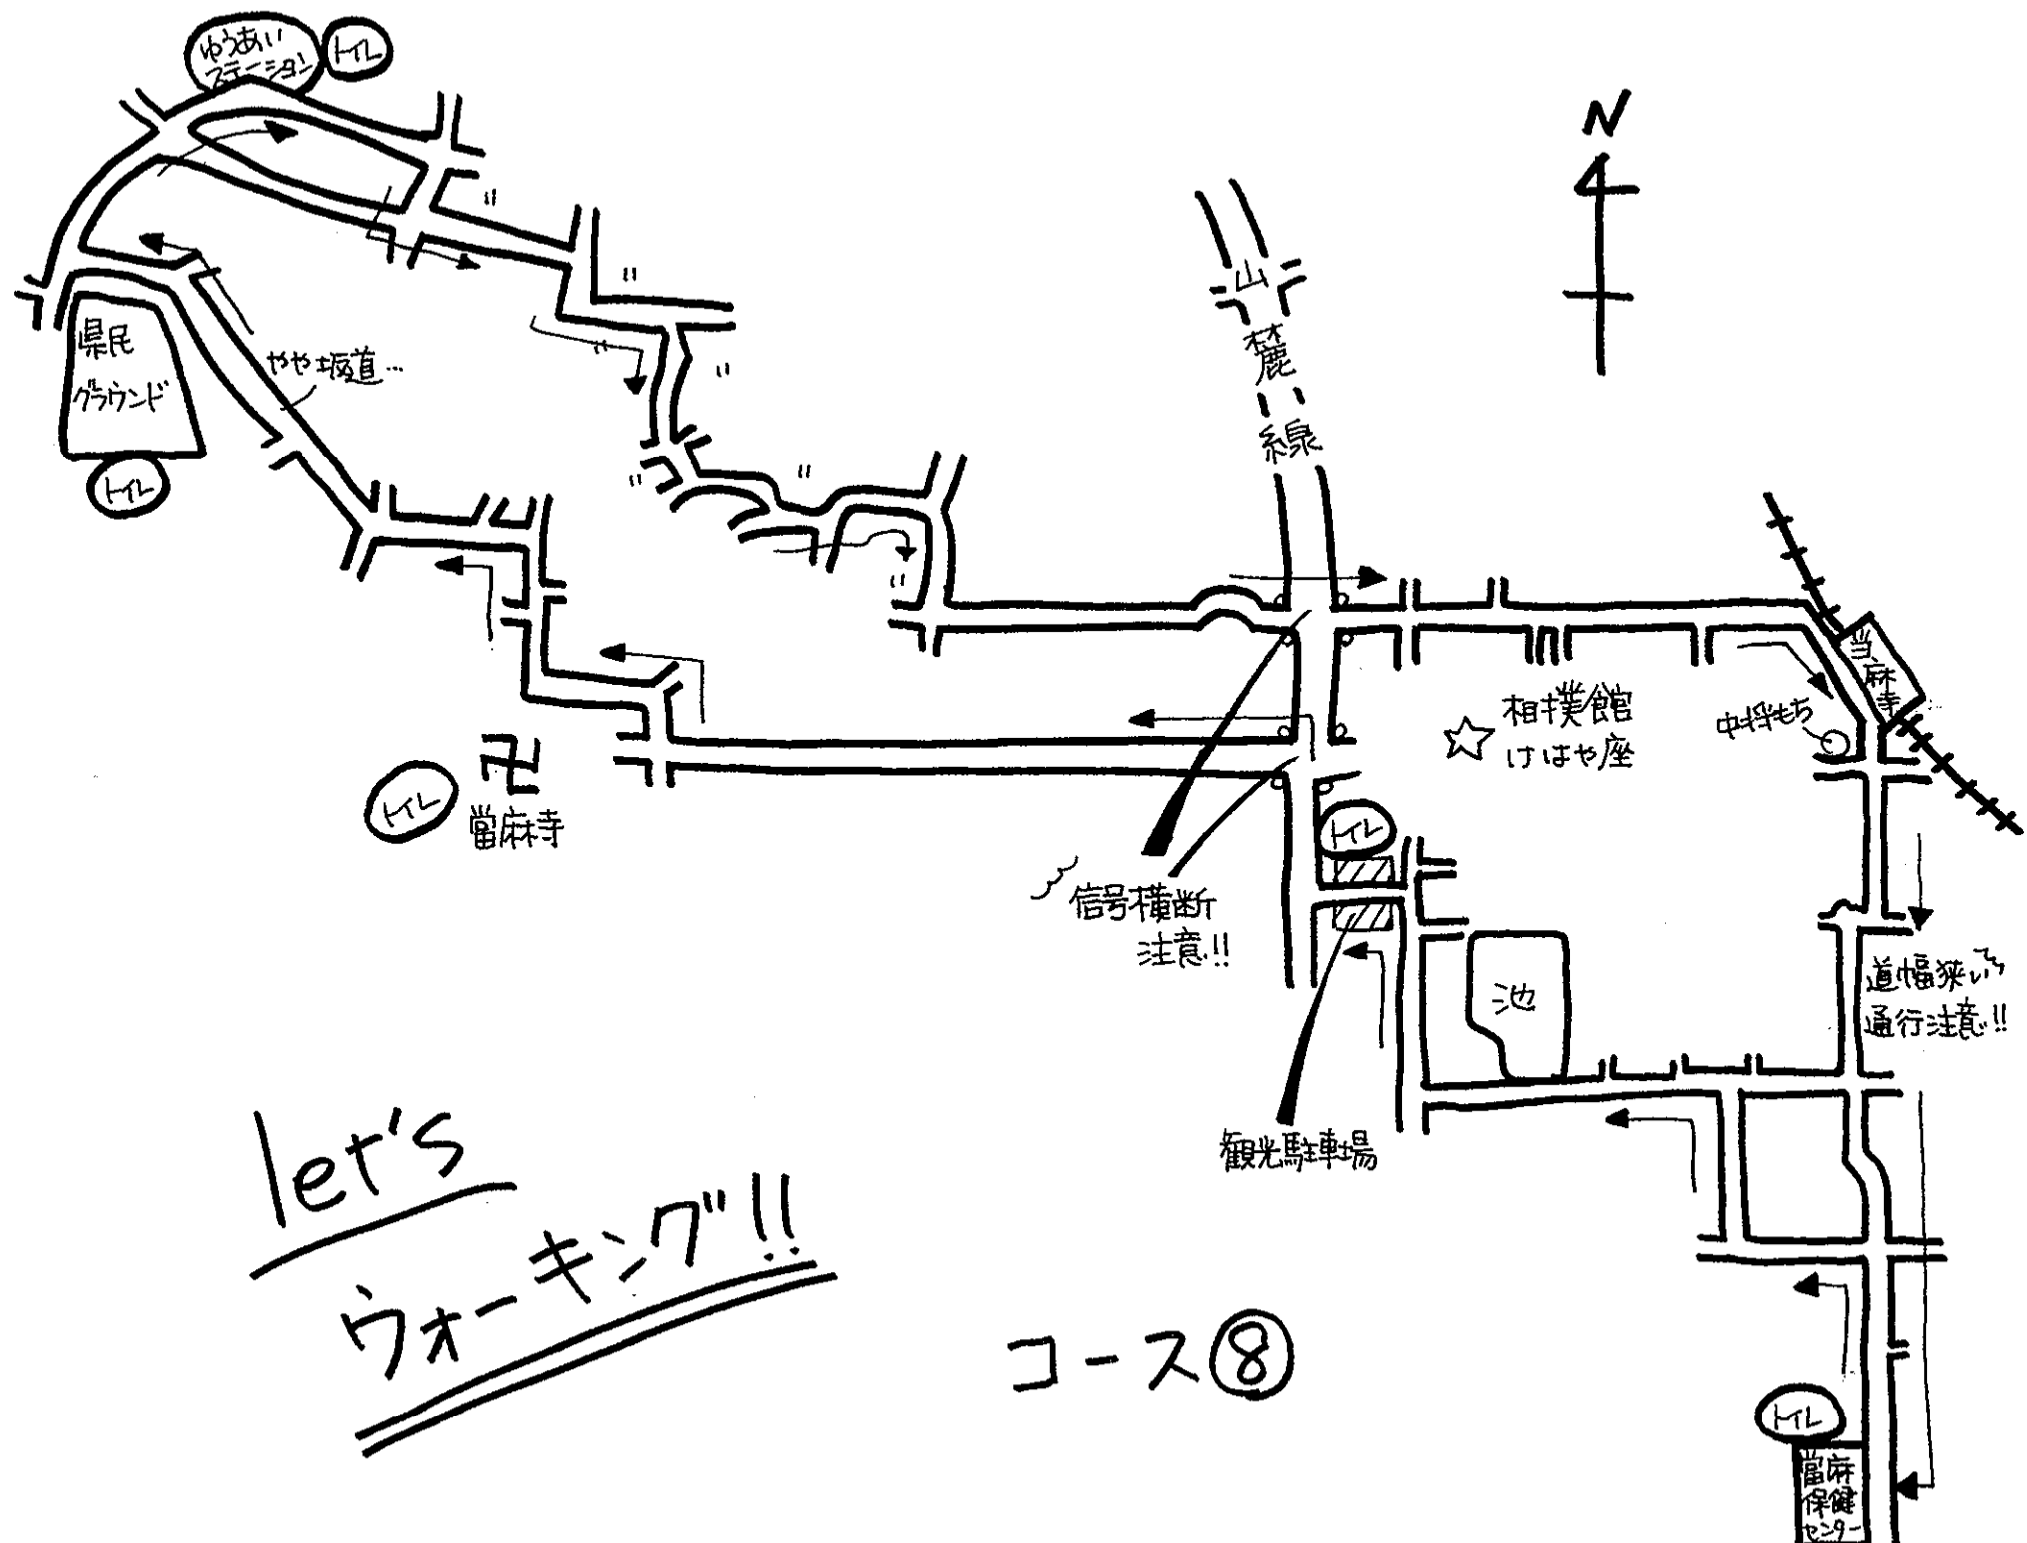 ゆうあい
ステーション
トイレ
N
山
麓
線
県民
グラウンド
やや坂道…
トイレ
〃
〃
〃
〃
〃
〃
〃
当
麻
寺
中将もち
相撲館
けはや座
卍
トイレ
當麻寺
トイレ
信号横断
注意!!
池
道幅狭い
通行注意!!
観光駐車場
let's
ウォーキング!!
コース⑧
トイレ
當麻
保健
センター